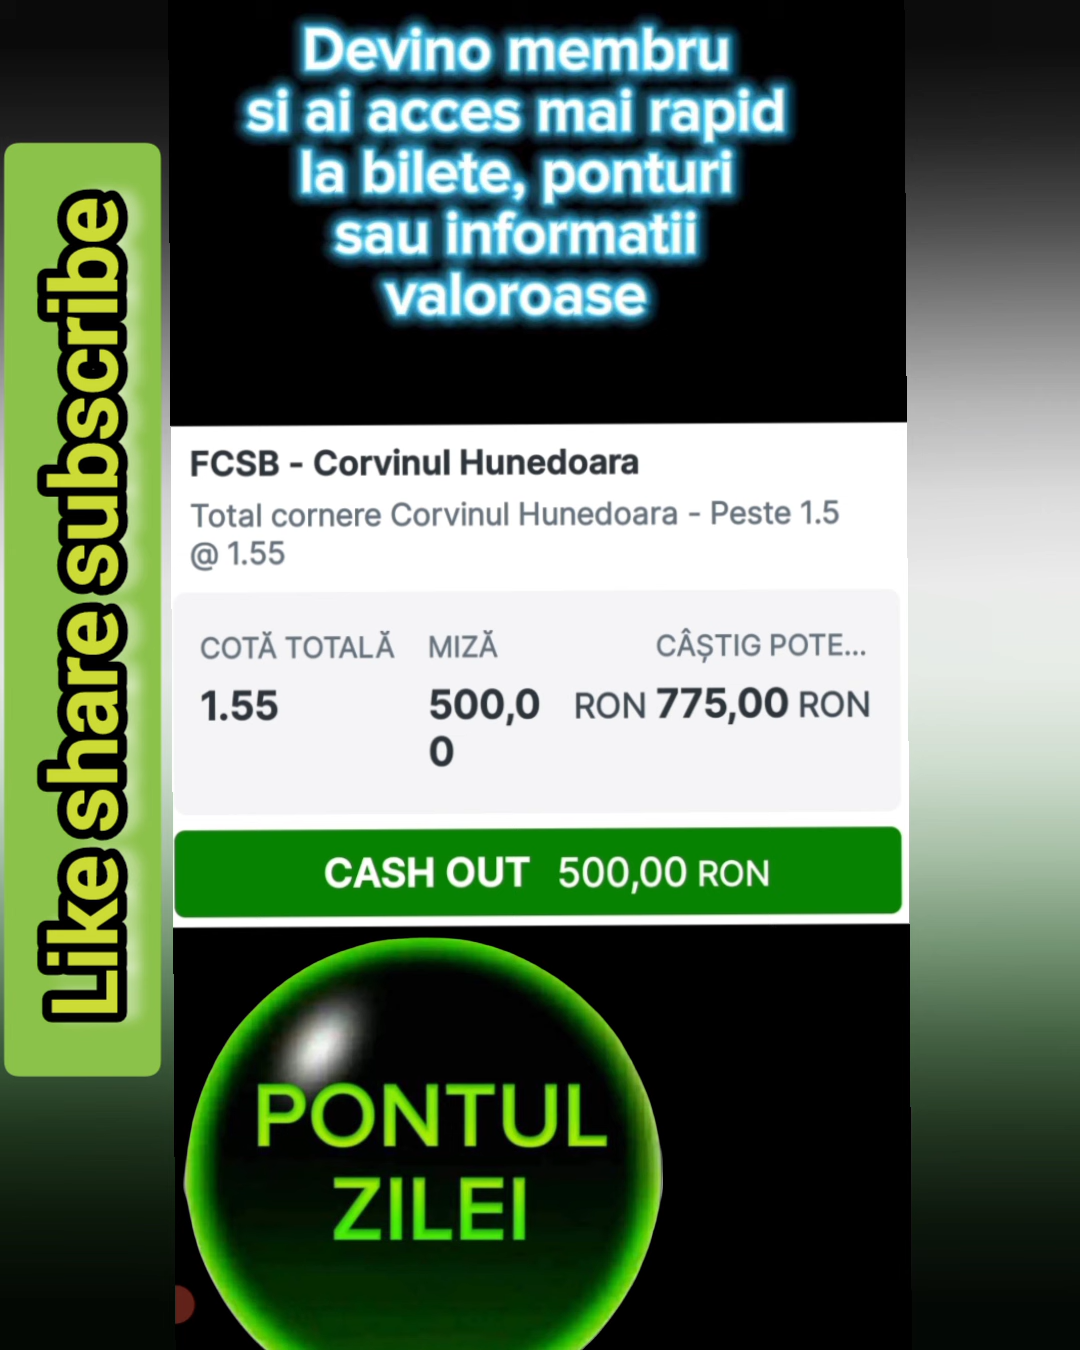 Devino membru
si ai acces mai rapid
la bilete, ponturi
sau informatii
valoroase
Like share subscribe
FCSB - Corvinul Hunedoara
Total cornere Corvinul Hunedoara - Peste 1.5
@ 1.55
COTĂ TOTALĂ MIZĂ CÂȘTIG POTE...
1.55 500,0 RON 775,00 RON
0
CASH OUT 500,00 RON
PONTUL
ZILEI